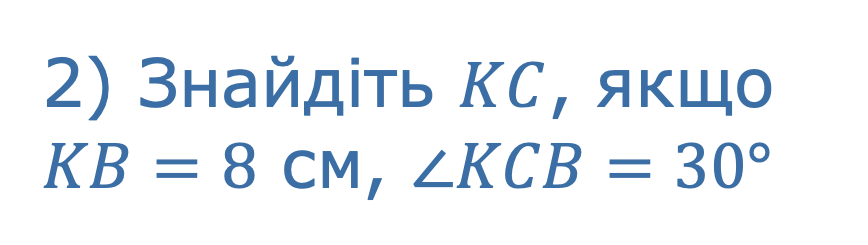 2) Знайдіть KC, якщо
KB = 8 см, ∠KCB = 30°